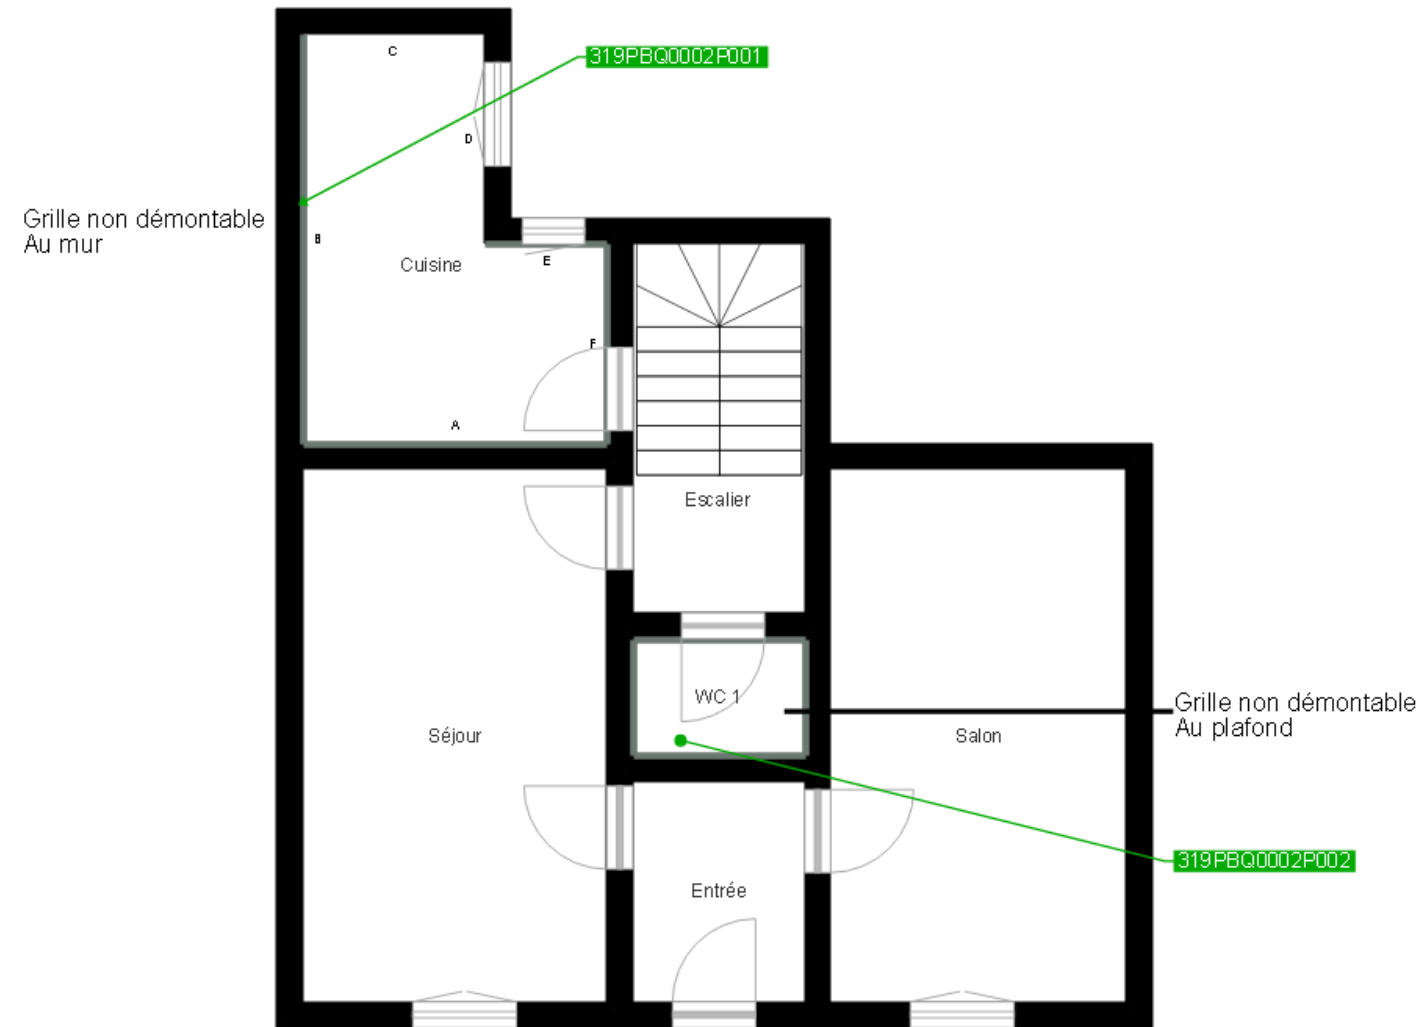 C
319PBQ0002P001
D
Grille non démontable
Au mur
B
Cuisine
E
F
A
Escalier
WC 1
Grille non démontable
Au plafond
Séjour
Salon
319PBQ0002P002
Entrée